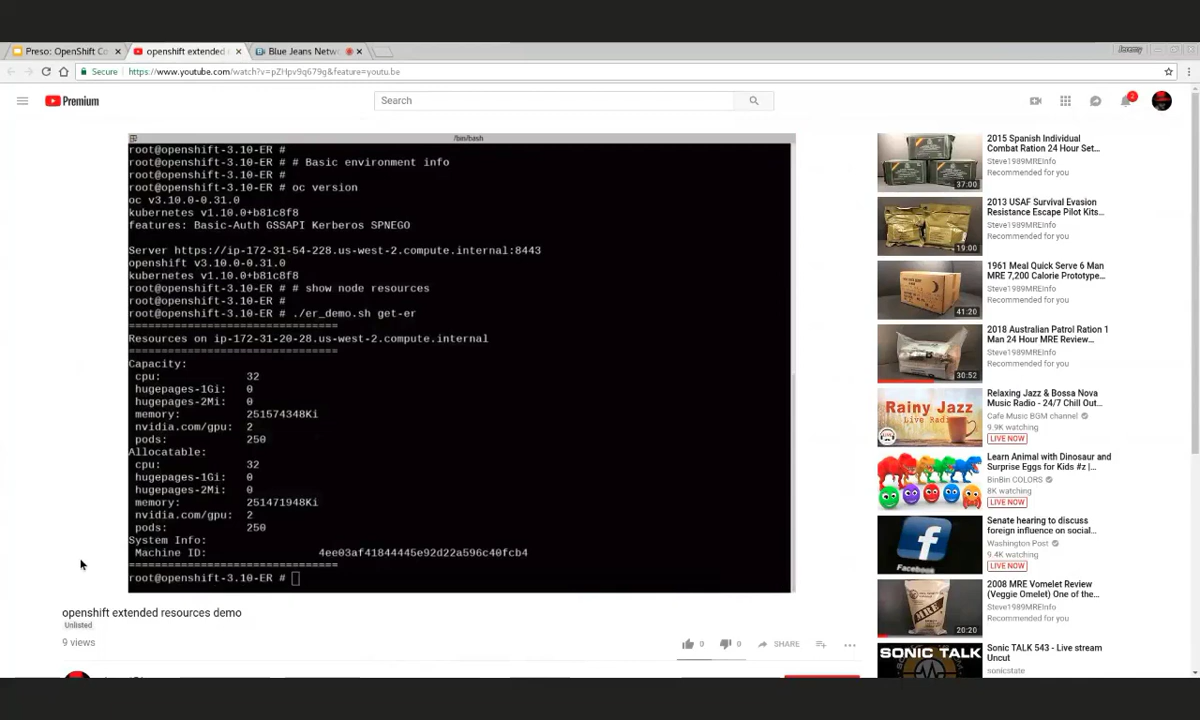 Preso: OpenShift Co
openshift extended
Blue Jeans Netw
Jeremy
Secure
https://www.youtube.com/watch?v=pZHpv9q679g&feature=youtu.be
Premium
Search
2
/bin/bash
root@openshift-3.10-ER #
root@openshift-3.10-ER # # Basic environment info
root@openshift-3.10-ER #
root@openshift-3.10-ER # oc version
oc v3.10.0-0.31.0
kubernetes v1.10.0+b81c8f8
features: Basic-Auth GSSAPI Kerberos SPNEGO
Server https://ip-172-31-54-228.us-west-2.compute.internal:8443
openshift v3.10.0-0.31.0
kubernetes v1.10.0+b81c8f8
root@openshift-3.10-ER # # show node resources
root@openshift-3.10-ER #
root@openshift-3.10-ER # ./er_demo.sh get-er
================================
Resources on ip-172-31-20-28.us-west-2.compute.internal
================================
Capacity:
cpu: 32
hugepages-1Gi: 0
hugepages-2Mi: 0
memory: 251574348Ki
nvidia.com/gpu: 2
pods: 250
Allocatable:
cpu: 32
hugepages-1Gi: 0
hugepages-2Mi: 0
memory: 251471948Ki
nvidia.com/gpu: 2
pods: 250
System Info:
Machine ID: 4ee03af41844445e92d22a596c40fcb4
================================
root@openshift-3.10-ER #
openshift extended resources demo
Unlisted
9 views
0
0
SHARE
2015 Spanish Individual
Combat Ration 24 Hour Set...
Steve1989MREInfo
Recommended for you
37:00
2013 USAF Survival Evasion
Resistance Escape Pilot Kits...
Steve1989MREInfo
Recommended for you
19:00
1961 Meal Quick Serve 6 Man
MRE 7,200 Calorie Prototype...
Steve1989MREInfo
Recommended for you
41:20
2018 Australian Patrol Ration 1
Man 24 Hour MRE Review...
Steve1989MREInfo
Recommended for you
30:52
Rainy Jazz
Live Radio
Relaxing Jazz & Bossa Nova
Music Radio - 24/7 Chill Out...
Cafe Music BGM channel
9.9K watching
LIVE NOW
Learn Animal with Dinosaur and
Surprise Eggs for Kids #z |...
BinBin COLORS
8K watching
LIVE NOW
Facebook
Senate hearing to discuss
foreign influence on social...
Washington Post
9.4K watching
LIVE NOW
MRE
2008 MRE Vomelet Review
(Veggie Omelet) One of the...
Steve1989MREInfo
Recommended for you
20:20
SONIC TALK
Sonic TALK 543 - Live stream
Uncut
sonicstate